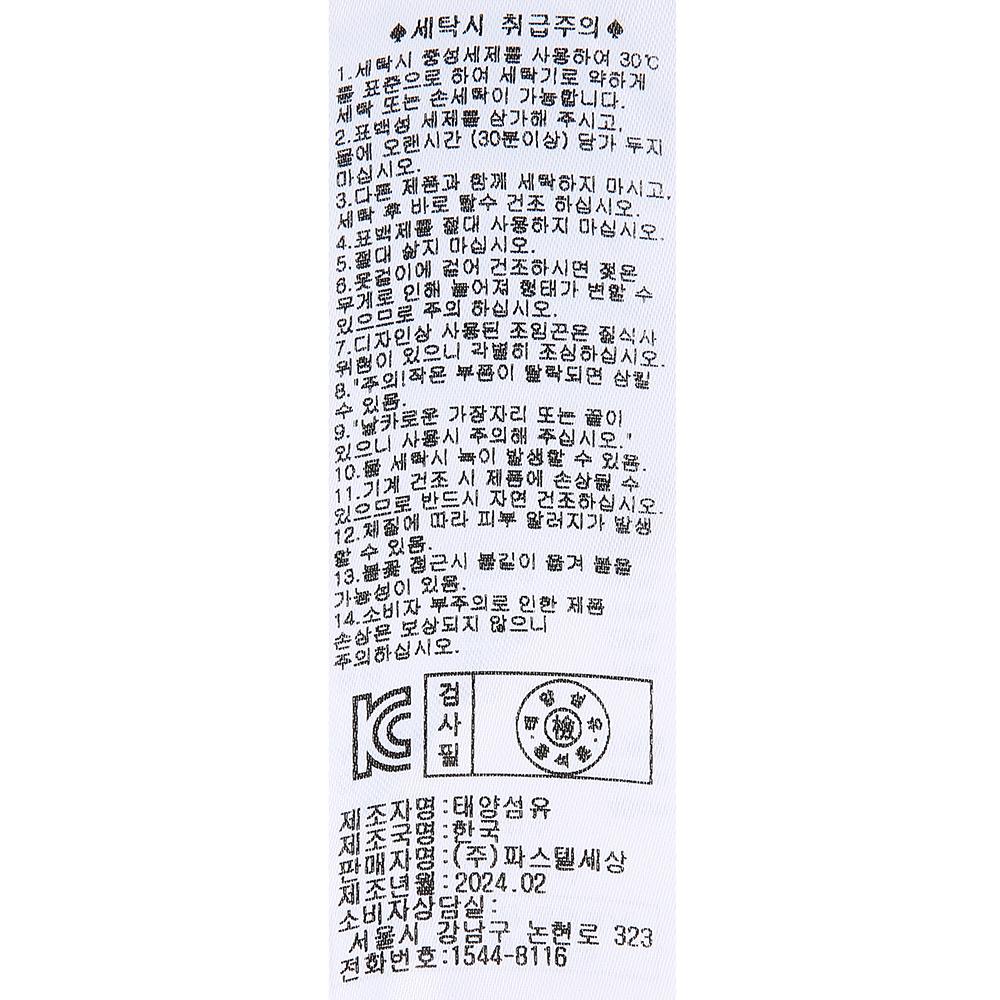 ♠세탁시 취급주의♠
1.세탁시 중성세제를 사용하여 30℃
를 표준으로 하여 세탁기로 약하게
세탁 또는 손세탁이 가능합니다.
2.표백성 세제를 삼가해 주시고,
물에 오랜시간 (30분이상) 담가 두지
마십시오.
3.다른 제품과 함께 세탁하지 마시고,
세탁 후 바로 탈수 건조 하십시오.
4.표백제를 절대 사용하지 마십시오.
5.절대 삶지 마십시오.
6.옷걸이에 걸어 건조하시면 젖은
무게로 인해 늘어져 형태가 변할 수
있으므로 주의 하십시오.
7.디자인상 사용된 조임끈은 질식사
위험이 있으니 각별히 조심하십시오.
8."주의!작은 부품이 탈락되면 삼킬
수 있음.
9."날카로운 가장자리 또는 끝이
있으니 사용시 주의해 주십시오."
10.물 세탁시 녹이 발생할 수 있음.
11.기계 건조 시 제품에 손상될 수
있으므로 반드시 자연 건조하십시오.
12.체질에 따라 피부 알러지가 발생
할 수 있음.
13.불꽃 접근시 불길이 옮겨 붙을
가능성이 있음.
14.소비자 부주의로 인한 제품
손상은 보상되지 않으니
주의하십시오.
KC
검
사
필
檢
제조자명:태양섬유
제조국명:한국
판매자명:(주)파스텔세상
제조년월:2024.02
소비자상담실:
서울시 강남구 논현로 323
전화번호:1544-8116